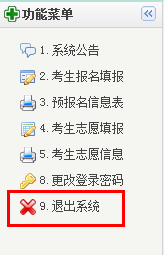 功能菜单
1. 系统公告
2. 考生报名填报
3. 预报名信息表
4. 考生志愿填报
5. 考生志愿信息
8. 更改登录密码
9. 退出系统